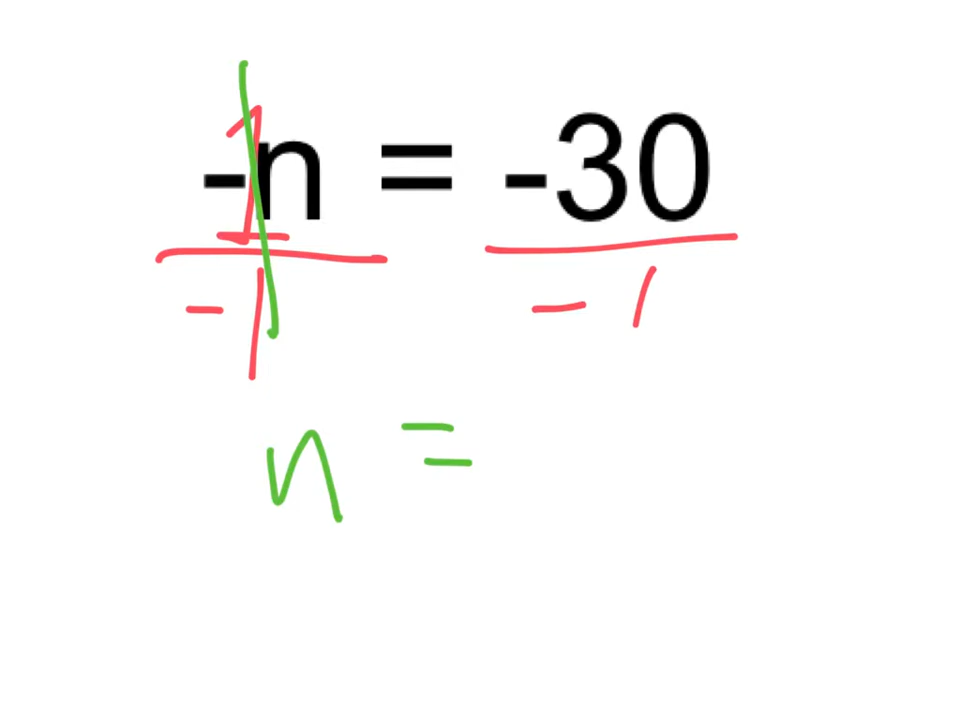 -1n = -30
-1 -1
n =